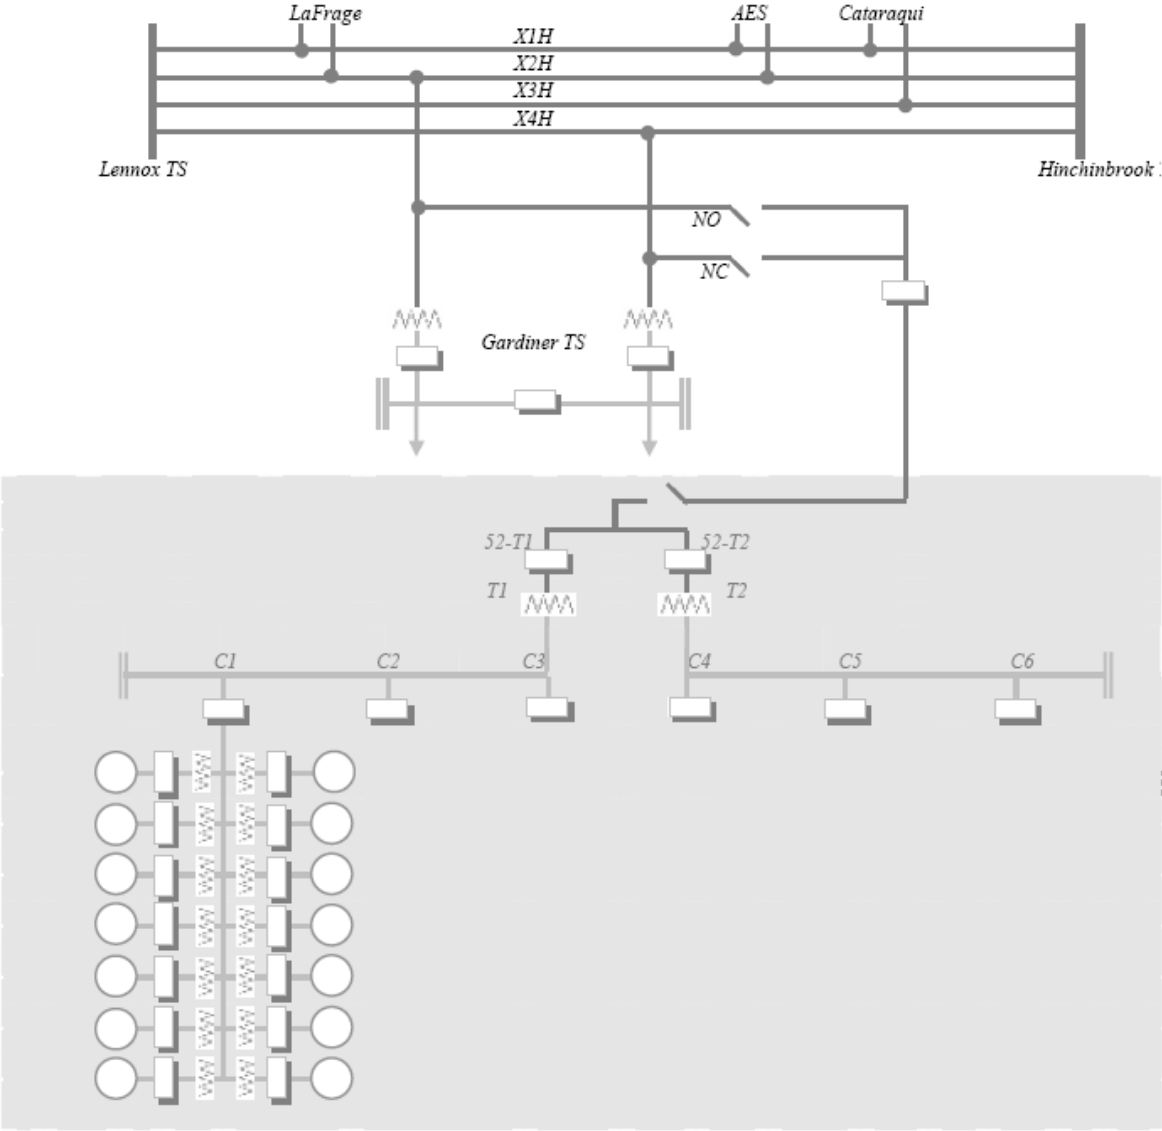 LaFrage AES Cataraqui
X1H
X2H
X3H
X4H
Lennox TS Hinchinbrook
NO
NC
Gardiner TS
52-T1 52-T2
T1 T2
C1 C2 C3 C4 C5 C6